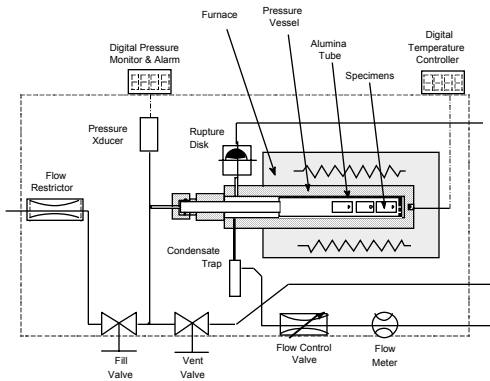 Furnace
Pressure
Vessel
Digital Pressure
Monitor & Alarm
Alumina
Tube
Digital
Temperature
Controller
Specimens
Pressure
Xducer
Rupture
Disk
Flow
Restrictor
Condensate
Trap
Fill
Valve
Vent
Valve
Flow Control
Valve
Flow
Meter